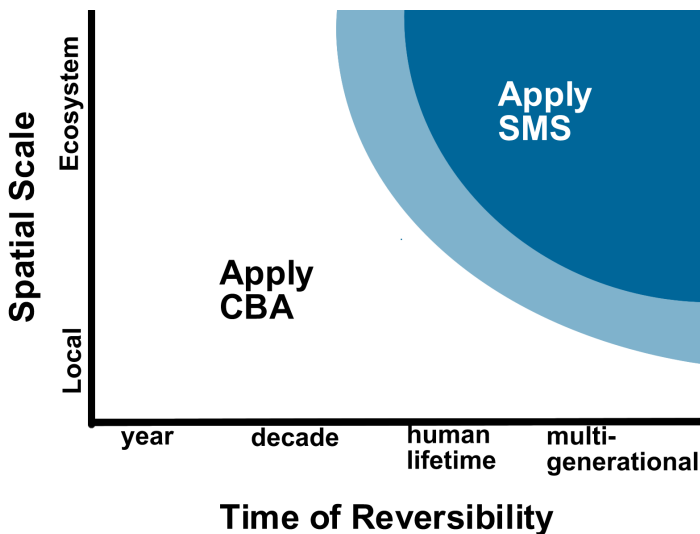 Spatial Scale
Ecosystem
Local
Apply
SMS
Apply
CBA
year
decade
human
lifetime
multi-
generational
Time of Reversibility